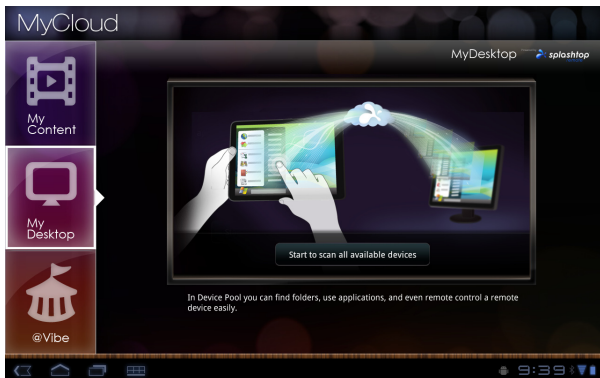 MyCloud
MyDesktop
splashtop
My
Content
My
Desktop
@Vibe
Start to scan all available devices
In Device Pool you can find folders, use applications, and even remote control a remote
device easily.
9:39